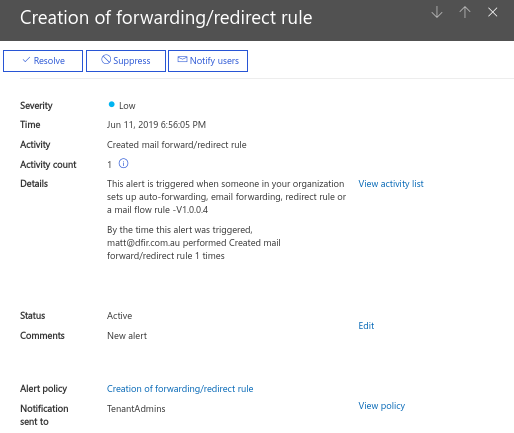 Creation of forwarding/redirect rule
Resolve
Suppress
Notify users
Severity
Low
Time
Jun 11, 2019 6:56:05 PM
Activity
Created mail forward/redirect rule
Activity count
1
Details
This alert is triggered when someone in your organization
sets up auto-forwarding, email forwarding, redirect rule or
a mail flow rule -V1.0.0.4
View activity list
By the time this alert was triggered,
matt@dfir.com.au performed Created mail
forward/redirect rule 1 times
Status
Active
Edit
Comments
New alert
Alert policy
Creation of forwarding/redirect rule
View policy
Notification
sent to
TenantAdmins